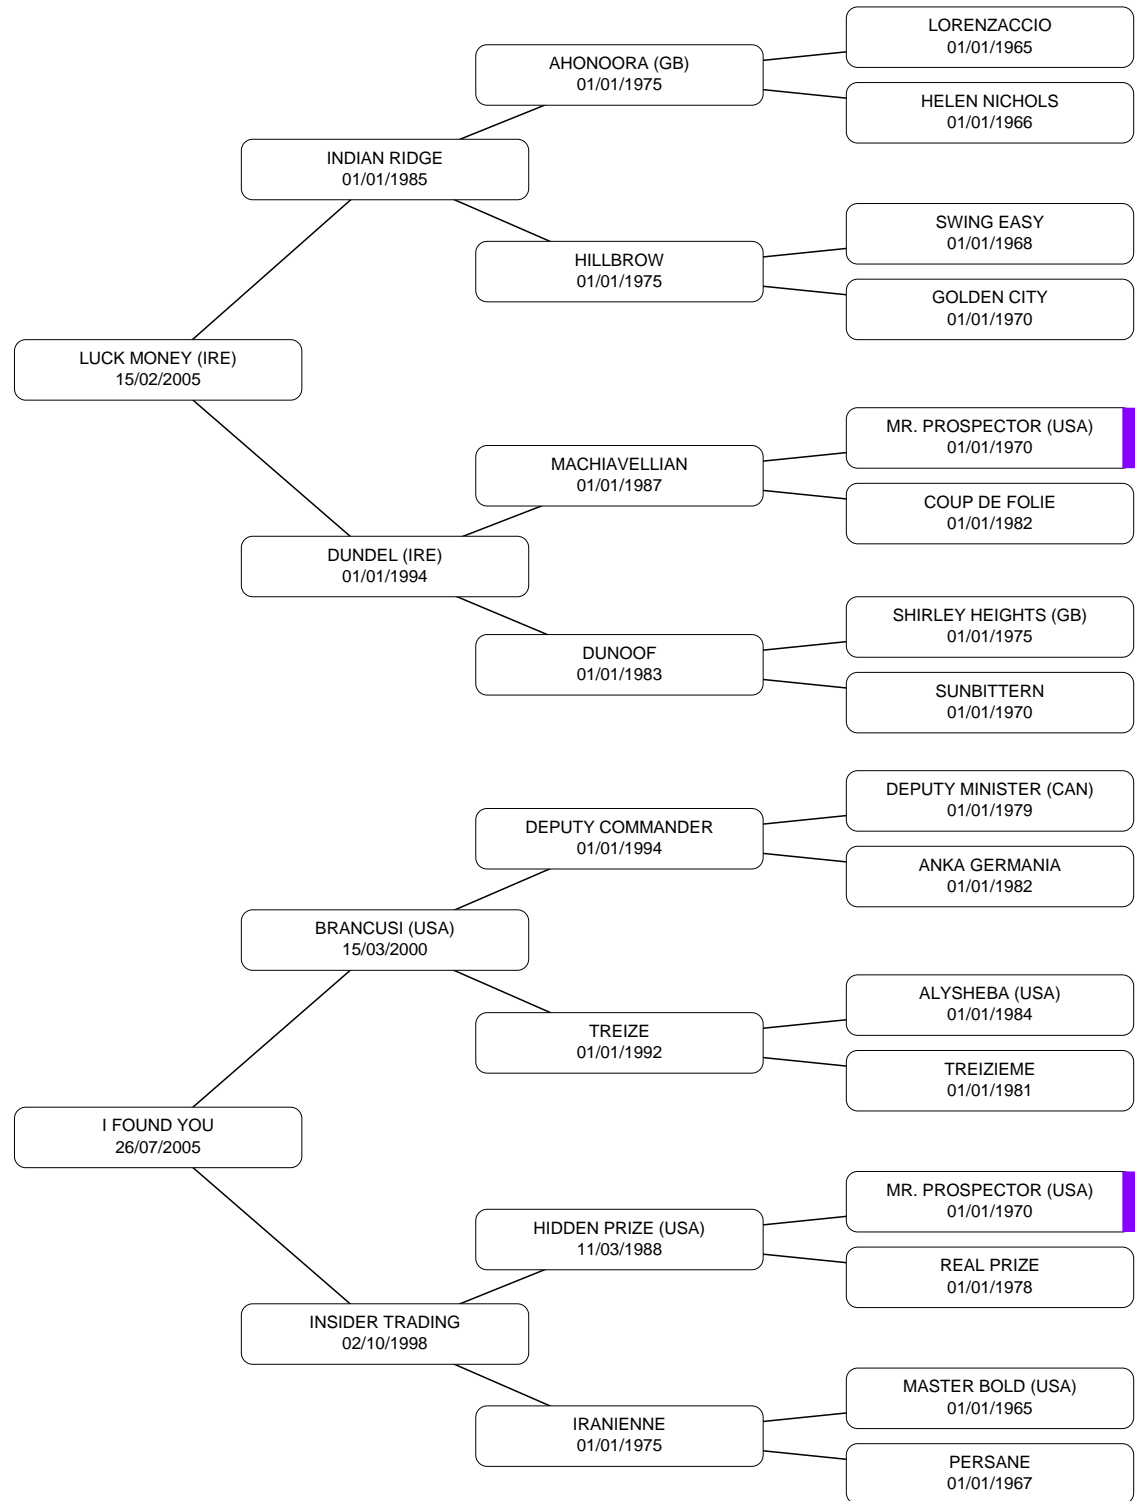 LORENZACCIO
01/01/1965
AHONOORA (GB)
01/01/1975
HELEN NICHOLS
01/01/1966
INDIAN RIDGE
01/01/1985
SWING EASY
01/01/1968
HILLBROW
01/01/1975
GOLDEN CITY
01/01/1970
LUCK MONEY (IRE)
15/02/2005
MR. PROSPECTOR (USA)
01/01/1970
MACHIAVELLIAN
01/01/1987
COUP DE FOLIE
01/01/1982
DUNDEL (IRE)
01/01/1994
SHIRLEY HEIGHTS (GB)
01/01/1975
DUNOOF
01/01/1983
SUNBITTERN
01/01/1970
DEPUTY MINISTER (CAN)
01/01/1979
DEPUTY COMMANDER
01/01/1994
ANKA GERMANIA
01/01/1982
BRANCUSI (USA)
15/03/2000
ALYSHEBA (USA)
01/01/1984
TREIZE
01/01/1992
TREIZIEME
01/01/1981
I FOUND YOU
26/07/2005
MR. PROSPECTOR (USA)
01/01/1970
HIDDEN PRIZE (USA)
11/03/1988
REAL PRIZE
01/01/1978
INSIDER TRADING
02/10/1998
MASTER BOLD (USA)
01/01/1965
IRANIENNE
01/01/1975
PERSANE
01/01/1967